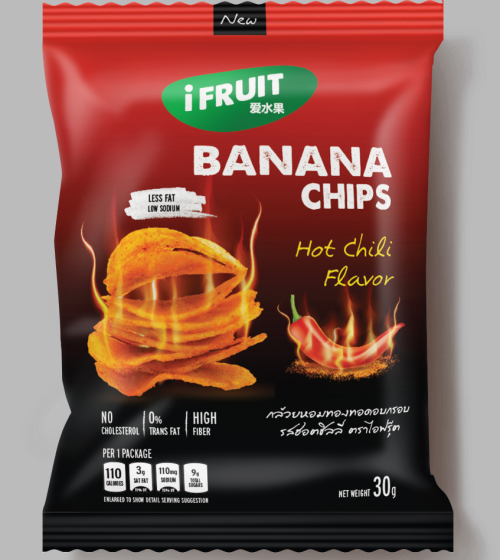 New
iFRUIT
爱水果
BANANA
CHIPS
LESS FAT
LOW SODIUM
Hot Chili
Flavor
กล้วยหอมทองทอดอบกรอบ
รสฮอตชิลลี่ ตราไอฟรุ๊ต
NO CHOLESTEROL
0% TRANS FAT
HIGH FIBER
PER 1 PACKAGE
110 CALORIES
3g SAT FAT
110mg SODIUM
9g TOTAL SUGARS
ENLARGED TO SHOW DETAIL SERVING SUGGESTION
NET WEIGHT 30g